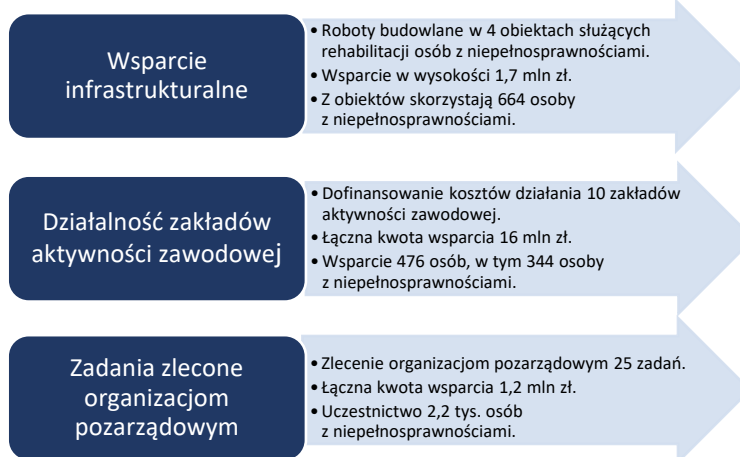 Wsparcie
infrastrukturalne
• Roboty budowlane w 4 obiektach służących
rehabilitacji osób z niepełnosprawnościami.
• Wsparcie w wysokości 1,7 mln zł.
• Z obiektów skorzystają 664 osoby
z niepełnosprawnościami.
Działalność zakładów
aktywności zawodowej
• Dofinansowanie kosztów działania 10 zakładów
aktywności zawodowej.
• Łączna kwota wsparcia 16 mln zł.
• Wsparcie 476 osób, w tym 344 osoby
z niepełnosprawnościami.
Zadania zlecone
organizacjom
pozarządowym
• Zlecenie organizacjom pozarządowym 25 zadań.
• Łączna kwota wsparcia 1,2 mln zł.
• Uczestnictwo 2,2 tys. osób
z niepełnosprawnościami.